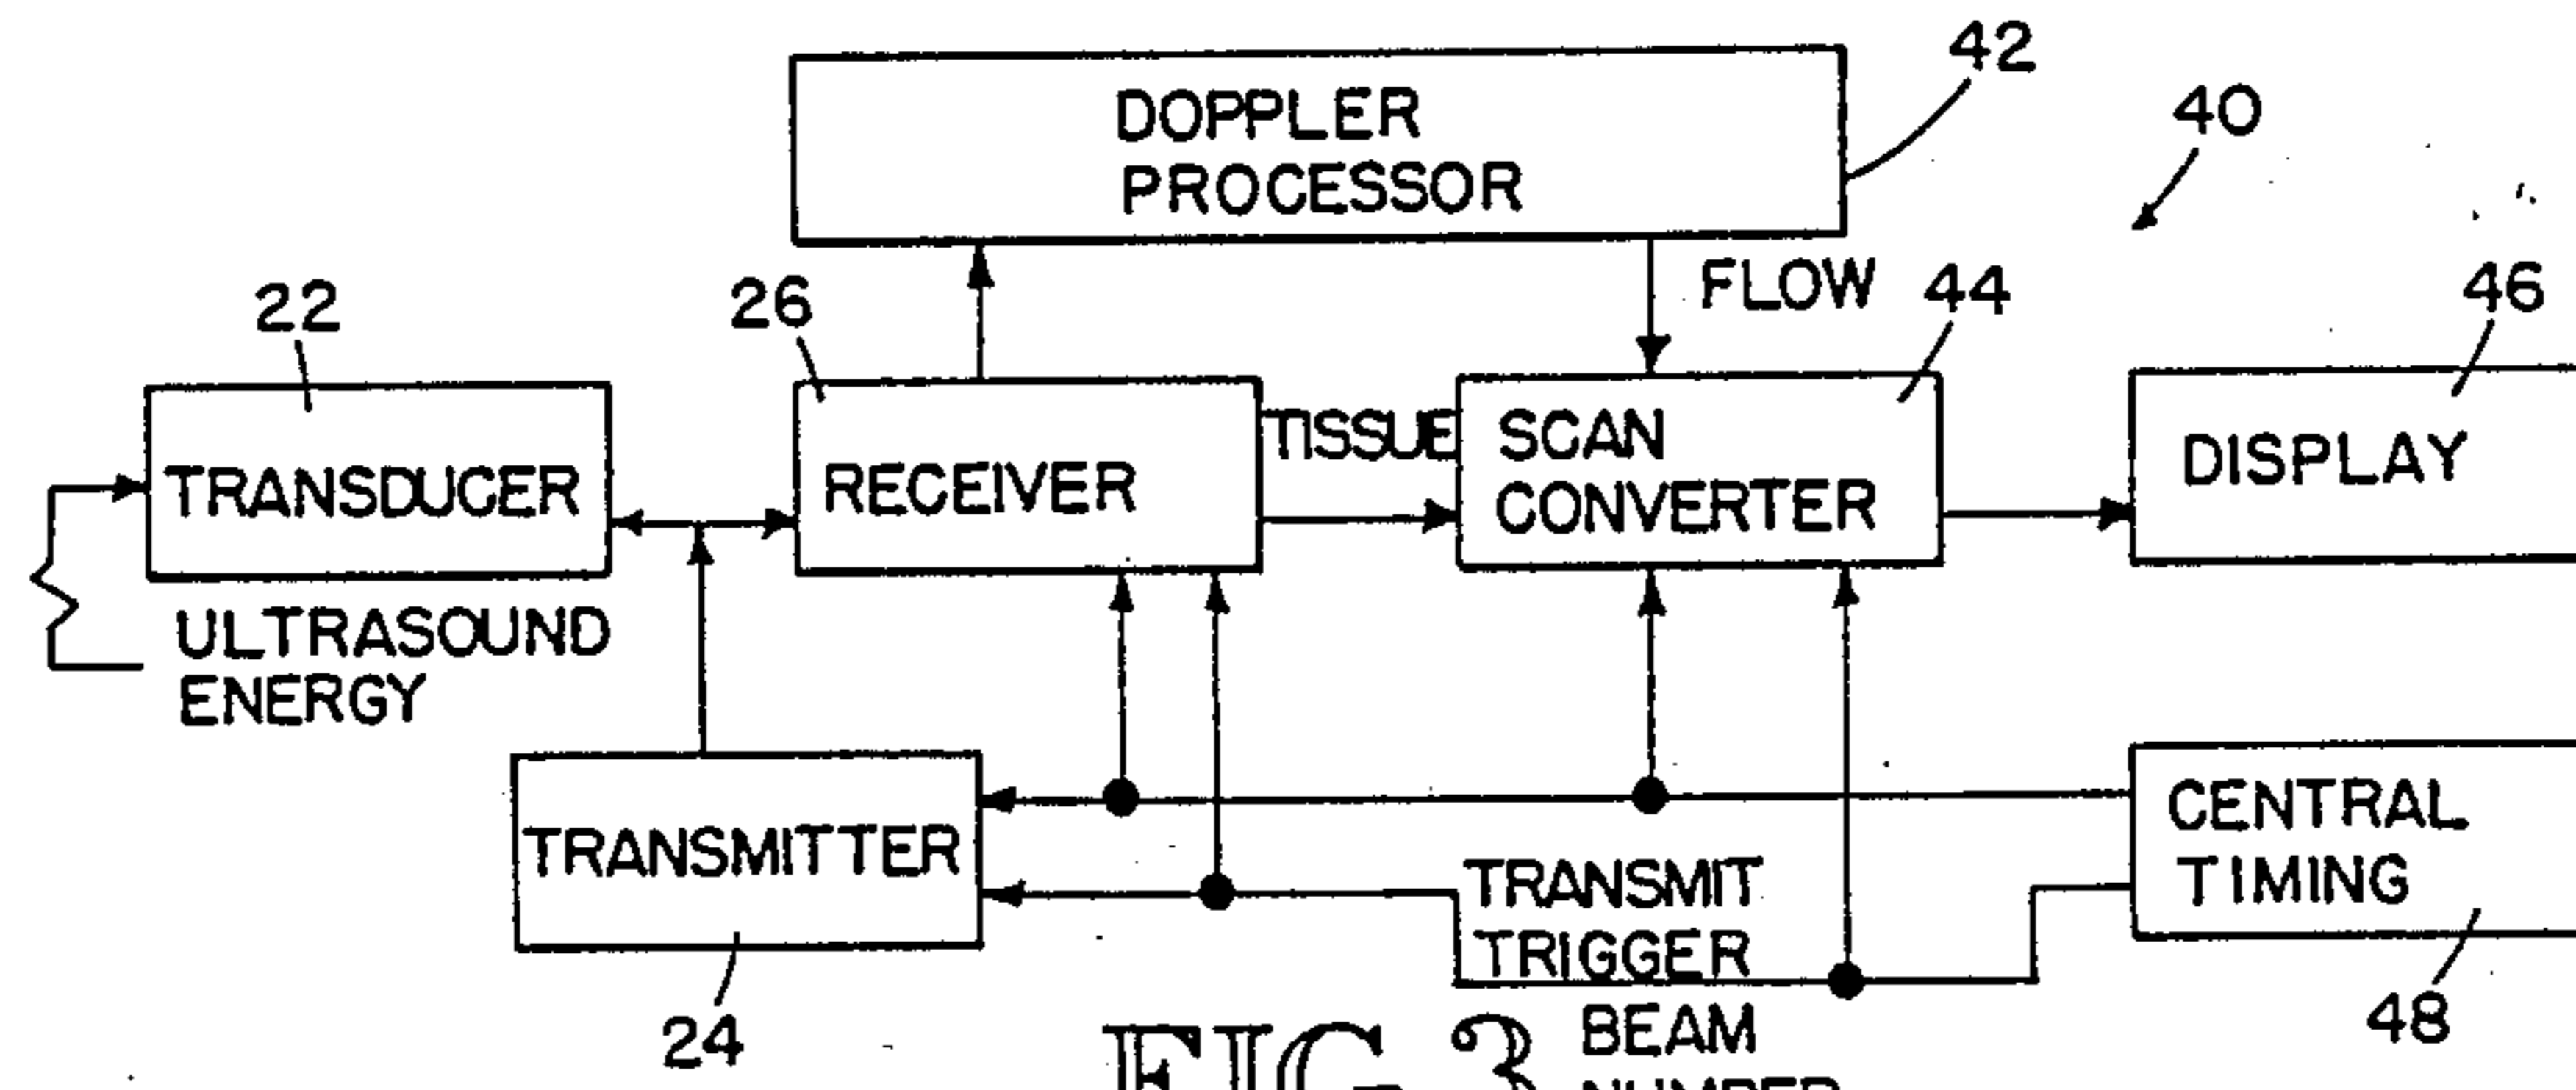 42
DOPPLER
PROCESSOR
40
FLOW
22
26
44
46
TRANSDUCER
RECEIVER
TISSUE
SCAN
CONVERTER
DISPLAY
ULTRASOUND
ENERGY
TRANSMITTER
24
TRANSMIT
TRIGGER
BEAM
NUMBER
CENTRAL
TIMING
48
FIG. 3